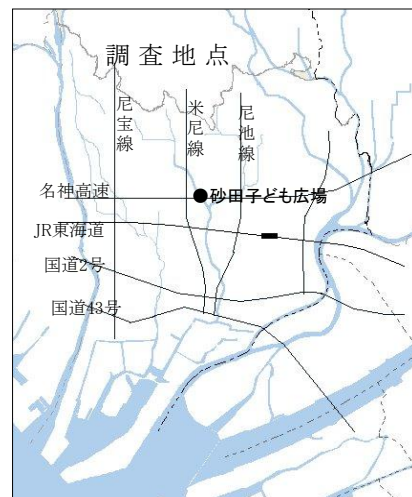 調査地点
尼宝線
米尼線
尼池線
名神高速
砂田子ども広場
JR東海道
国道2号
国道43号